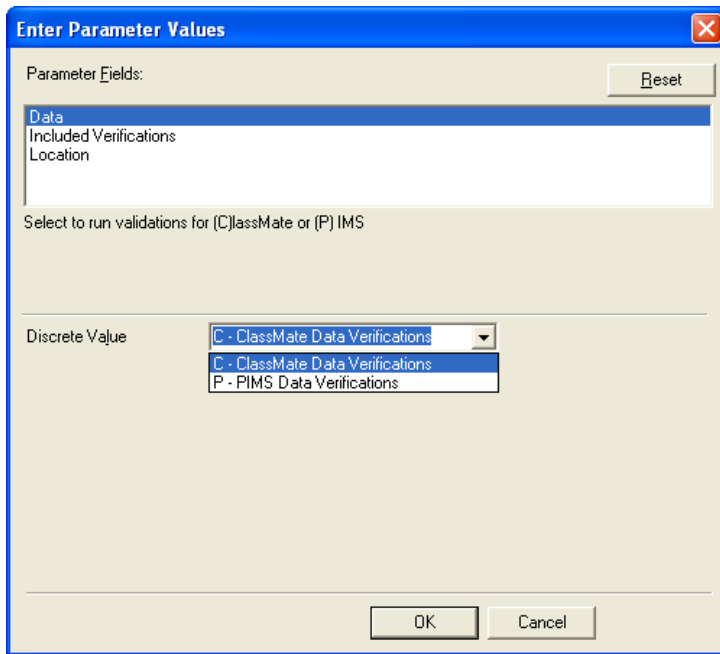 Enter Parameter Values
Parameter Fields:
Reset
Data
Included Verifications
Location
Select to run validations for (C)lassMate or (P) IMS
Discrete Value
C - ClassMate Data Verifications
C - ClassMate Data Verifications
P - PIMS Data Verifications
OK
Cancel